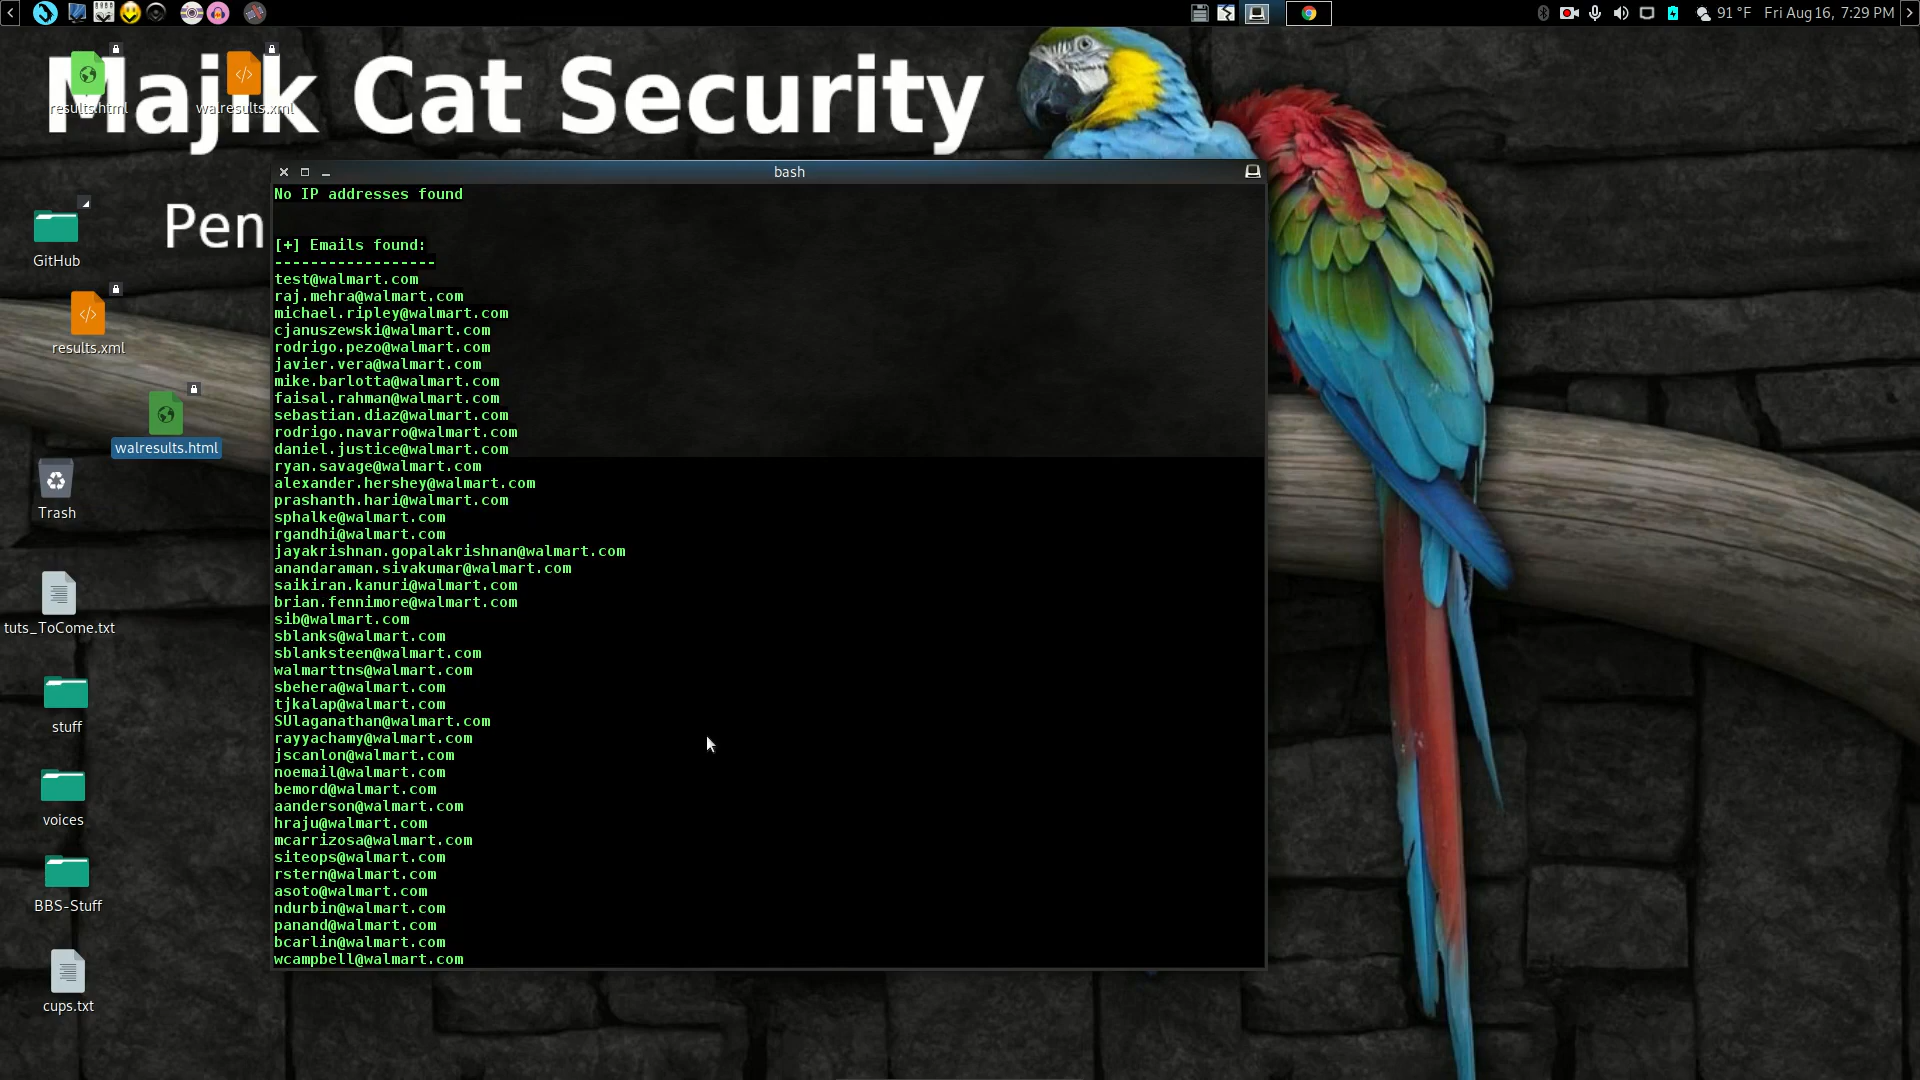 91 °F Fri Aug 16, 7:29 PM
Majik Cat Security
results.html
walresults.xml
Pen
GitHub
results.xml
walresults.html
Trash
tuts_ToCome.txt
stuff
voices
BBS-Stuff
cups.txt
bash
No IP addresses found
[+] Emails found:
------------------
test@walmart.com
raj.mehra@walmart.com
michael.ripley@walmart.com
cjanuszewski@walmart.com
rodrigo.pezo@walmart.com
javier.vera@walmart.com
mike.barlotta@walmart.com
faisal.rahman@walmart.com
sebastian.diaz@walmart.com
rodrigo.navarro@walmart.com
daniel.justice@walmart.com
ryan.savage@walmart.com
alexander.hershey@walmart.com
prashanth.hari@walmart.com
sphalke@walmart.com
rgandhi@walmart.com
jayakrishnan.gopalakrishnan@walmart.com
anandaraman.sivakumar@walmart.com
saikiran.kanuri@walmart.com
brian.fennimore@walmart.com
sib@walmart.com
sblanks@walmart.com
sblanksteen@walmart.com
walmarttns@walmart.com
sbehera@walmart.com
tjkalap@walmart.com
SUlaganathan@walmart.com
rayyachamy@walmart.com
jscanlon@walmart.com
noemail@walmart.com
bemord@walmart.com
aanderson@walmart.com
hraju@walmart.com
mcarrizosa@walmart.com
siteops@walmart.com
rstern@walmart.com
asoto@walmart.com
ndurbin@walmart.com
panand@walmart.com
bcarlin@walmart.com
wcampbell@walmart.com